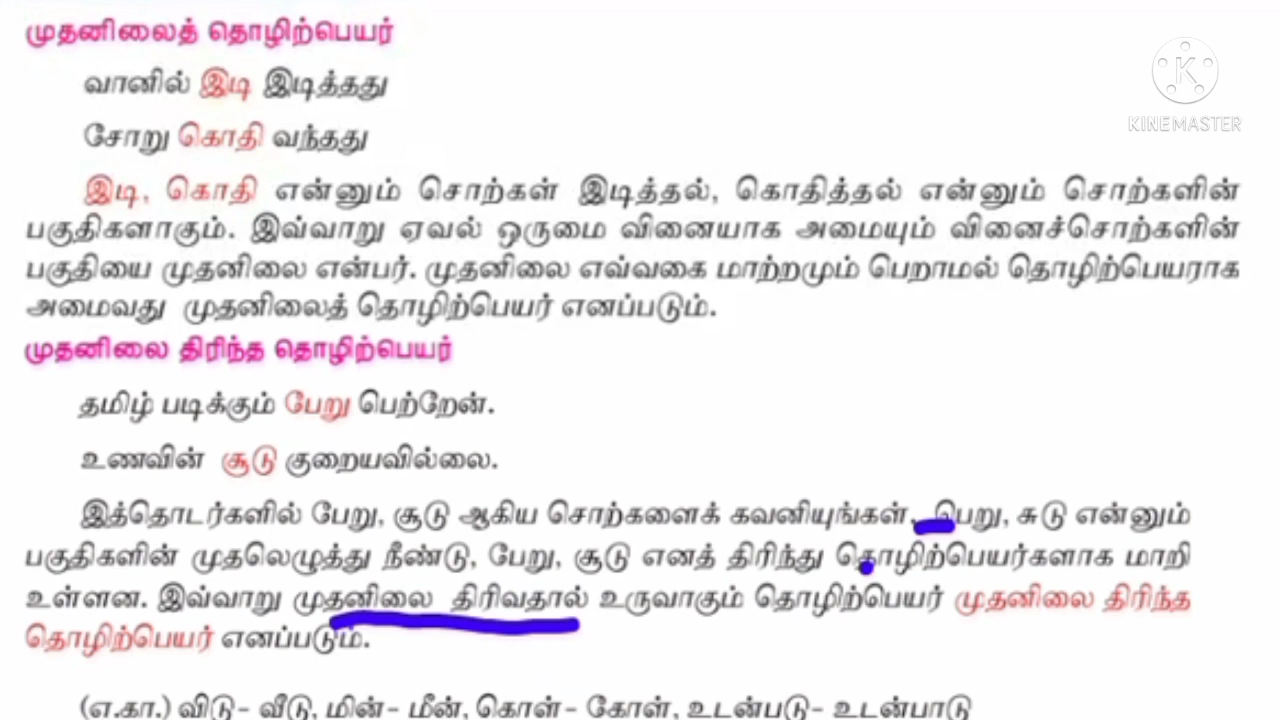 முதனிலைத் தொழிற்பெயர்
KINEMASTER
வானில் இடி இடித்தது
சோறு கொதி வந்தது
இடி, கொதி என்னும் சொற்கள் இடித்தல், கொதித்தல் என்னும் சொற்களின்
பகுதிகளாகும். இவ்வாறு ஏவல் ஒருமை வினையாக அமையும் வினைச்சொற்களின்
பகுதியை முதனிலை என்பர். முதனிலை எவ்வகை மாற்றமும் பெறாமல் தொழிற்பெயராக
அமைவது முதனிலைத் தொழிற்பெயர் எனப்படும்.
முதனிலை திரிந்த தொழிற்பெயர்
தமிழ் படிக்கும் பேறு பெற்றேன்.
உணவின் சூடு குறையவில்லை.
இத்தொடர்களில் பேறு, சூடு ஆகிய சொற்களைக் கவனியுங்கள். பெறு, சுடு என்னும்
பகுதிகளின் முதலெழுத்து நீண்டு, பேறு, சூடு எனத் திரிந்து தொழிற்பெயர்களாக மாறி
உள்ளன. இவ்வாறு முதனிலை திரிவதால் உருவாகும் தொழிற்பெயர் முதனிலை திரிந்த
தொழிற்பெயர் எனப்படும்.
(எ.கா.) விடு- வீடு, மின்- மீன், கொள்- கோள், உடன்படு- உடன்பாடு